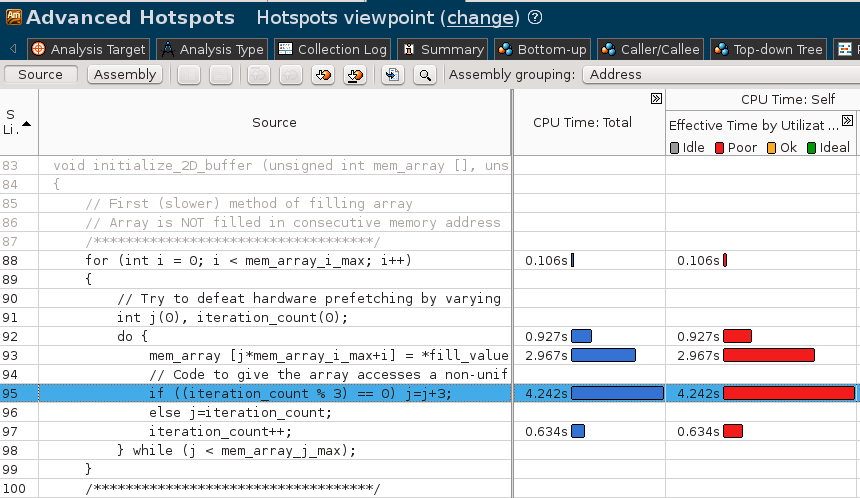 Am Advanced Hotspots Hotspots viewpoint (change) ?
Analysis Target Analysis Type Collection Log Summary Bottom-up Caller/Callee Top-down Tree
Source Assembly Assembly grouping: Address
S
Li. Source CPU Time: Total CPU Time: Self
Effective Time by Utilizat ...
Idle Poor Ok Ideal
83 void initialize_2D_buffer (unsigned int mem_array [], uns
84 {
85 // First (slower) method of filling array
86 // Array is NOT filled in consecutive memory address
87 /***********************************/
88 for (int i = 0; i < mem_array_i_max; i++) 0.106s 0.106s
89 {
90 // Try to defeat hardware prefetching by varying
91 int j(0), iteration_count(0);
92 do { 0.927s 0.927s
93 mem_array [j*mem_array_i_max+i] = *fill_value 2.967s 2.967s
94 // Code to give the array accesses a non-unif
95 if ((iteration_count % 3) == 0) j=j+3; 4.242s 4.242s
96 else j=iteration_count;
97 iteration_count++; 0.634s 0.634s
98 } while (j < mem_array_j_max);
99 }
100 /***********************************/